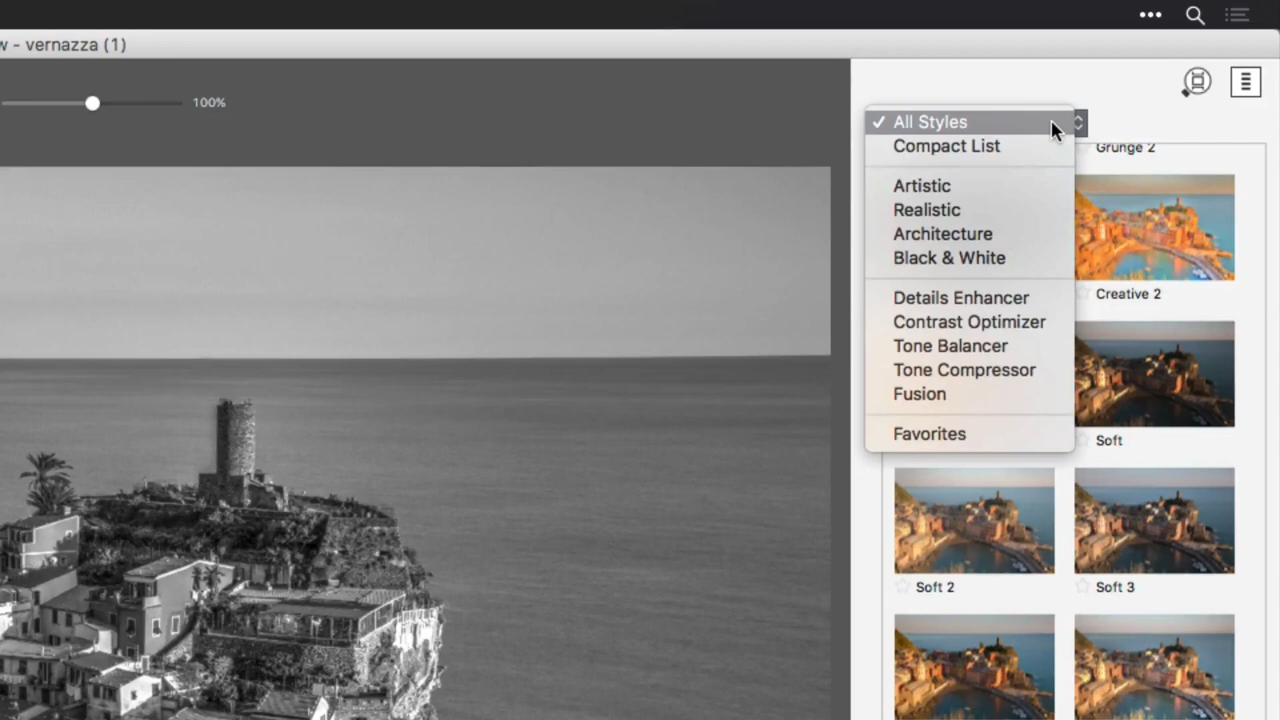 w - vernazza (1)
100%
All Styles
Compact List
Artistic
Realistic
Architecture
Black & White
Details Enhancer
Contrast Optimizer
Tone Balancer
Tone Compressor
Fusion
Favorites
Grunge 2
Creative 2
Soft
Soft 2
Soft 3